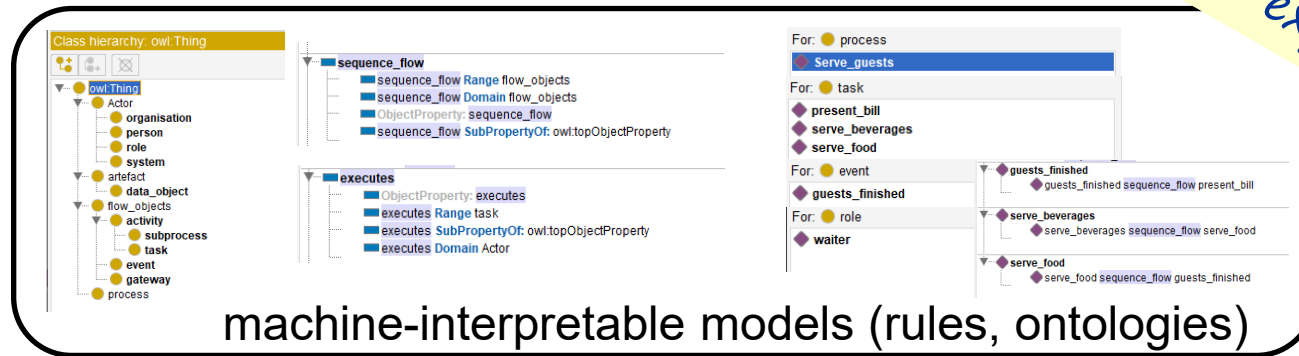 Class hierarchy: owl:Thing
owl:Thing
Actor
organisation
person
role
system
artefact
data_object
flow_objects
activity
subprocess
task
event
gateway
process
sequence_flow
sequence_flow Range flow_objects
sequence_flow Domain flow_objects
ObjectProperty: sequence_flow
sequence_flow SubPropertyOf: owl:topObjectProperty
executes
ObjectProperty: executes
executes Range task
executes SubPropertyOf: owl:topObjectProperty
executes Domain Actor
For: process
Serve_guests
For: task
present_bill
serve_beverages
serve_food
For: event
guests_finished
For: role
waiter
guests_finished
guests_finished sequence_flow present_bill
serve_beverages
serve_beverages sequence_flow serve_food
serve_food
serve_food sequence_flow guests_finished
machine-interpretable models (rules, ontologies)